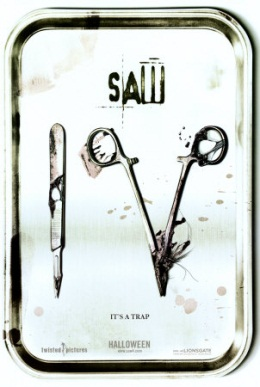 SAW
IV
IT'S A TRAP
twisted pictures
HALLOWEEN
LIONSGATE